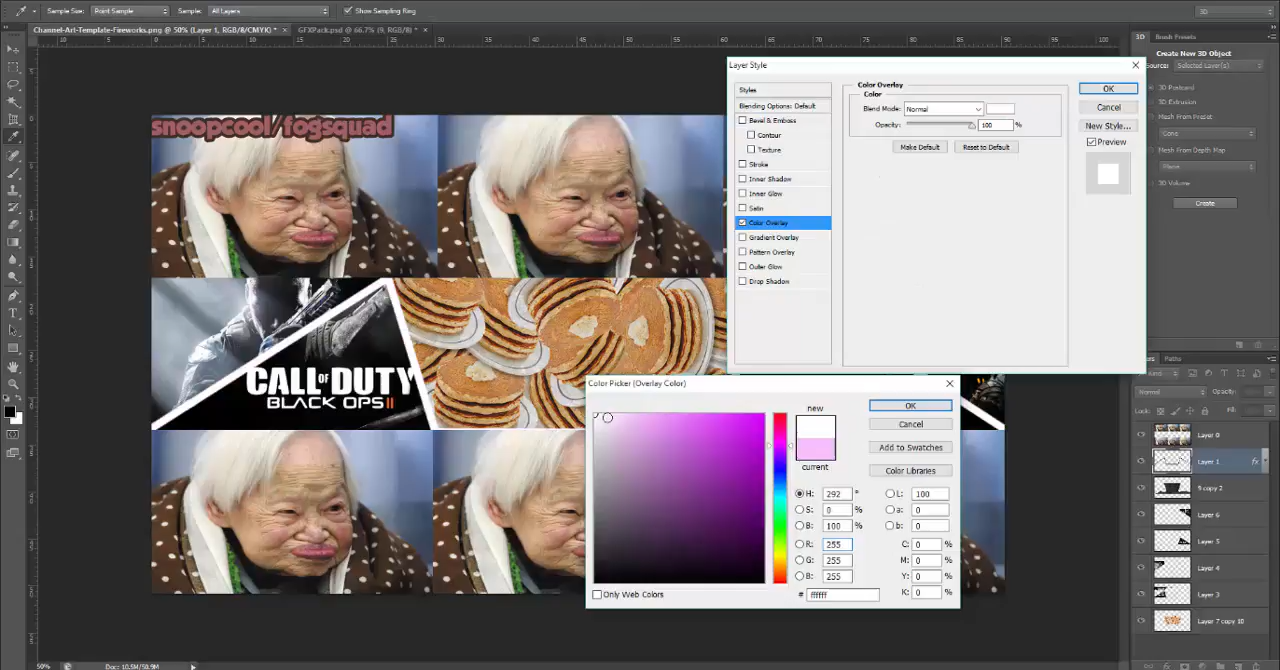 Sample Size: Point Sample Sample: All Layers Show Sampling Ring 3D
Channel-Art-Template-Fireworks.png @ 50% (Layer 1, RGB/8/CMYK) * × GFXPack.psd @ 66.7% (9, RGB/8) * ×
snoopcool/fogsquad
CALL OF DUTY
BLACK OPS II
Layer Style
Styles
Blending Options: Default
Bevel & Emboss
Contour
Texture
Stroke
Inner Shadow
Inner Glow
Satin
Color Overlay
Gradient Overlay
Pattern Overlay
Outer Glow
Drop Shadow
Color Overlay
Color
Blend Mode: Normal
Opacity: 100 %
Make Default Reset to Default
OK
Cancel
New Style...
Preview
Color Picker (Overlay Color)
new
current
OK
Cancel
Add to Swatches
Color Libraries
H: 292 ° L: 100
S: 0 % a: 0
B: 100 % b: 0
R: 255 C: 0 %
G: 255 M: 0 %
B: 255 Y: 0 %
# ffffff K: 0 %
Only Web Colors
3D Brush Presets
Create New 3D Object
Source: Selected Layer(s)
3D Postcard
3D Extrusion
Mesh From Preset
Cone
Mesh From Depth Map
Plane
3D Volume
Create
Paths
Kind
Normal Opacity:
Lock: Fill:
Layer 0
Layer 1 fx
9 copy 2
Layer 6
Layer 5
Layer 4
Layer 3
Layer 7 copy 10
50% Doc: 10.5M/50.9M